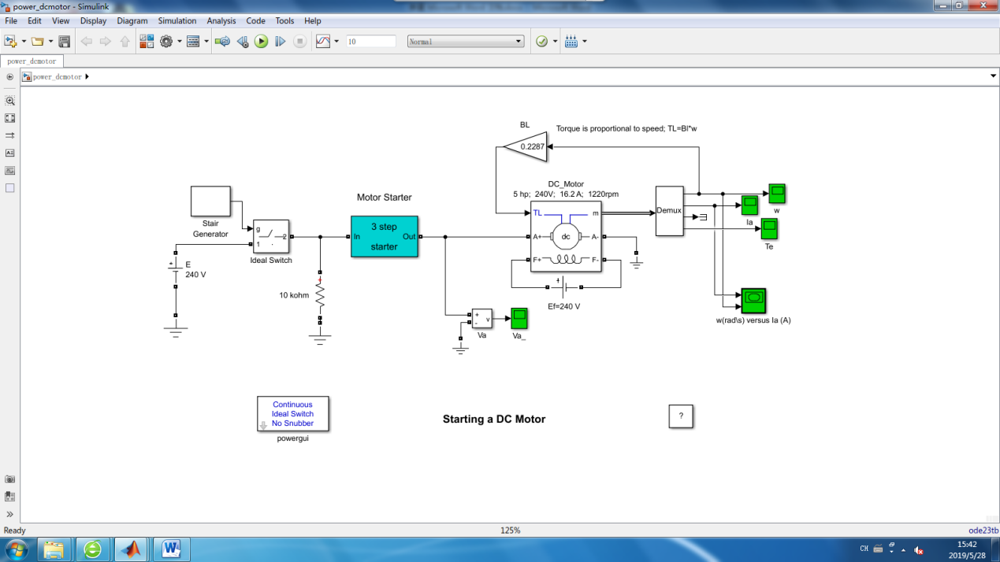 power_dcmotor - Simulink
File Edit View Display Diagram Simulation Analysis Code Tools Help
10
Normal
power_dcmotor
power_dcmotor
BL
Torque is proportional to speed; TL=Bl*w
0.2287
Motor Starter
DC_Motor
5 hp; 240V; 16.2 A; 1220rpm
Stair
Generator
g
1
2
Ideal Switch
E
240 V
10 kohm
In
3 step
starter
Out
TL
m
A+
dc
A-
F+
F-
Ef=240 V
Demux
w
Ia
Te
w(rad\s) versus Ia (A)
+
-
v
Va
Va_
Continuous
Ideal Switch
No Snubber
powergui
Starting a DC Motor
?
Ready
125%
ode23tb
CH
15:42
2019/5/28